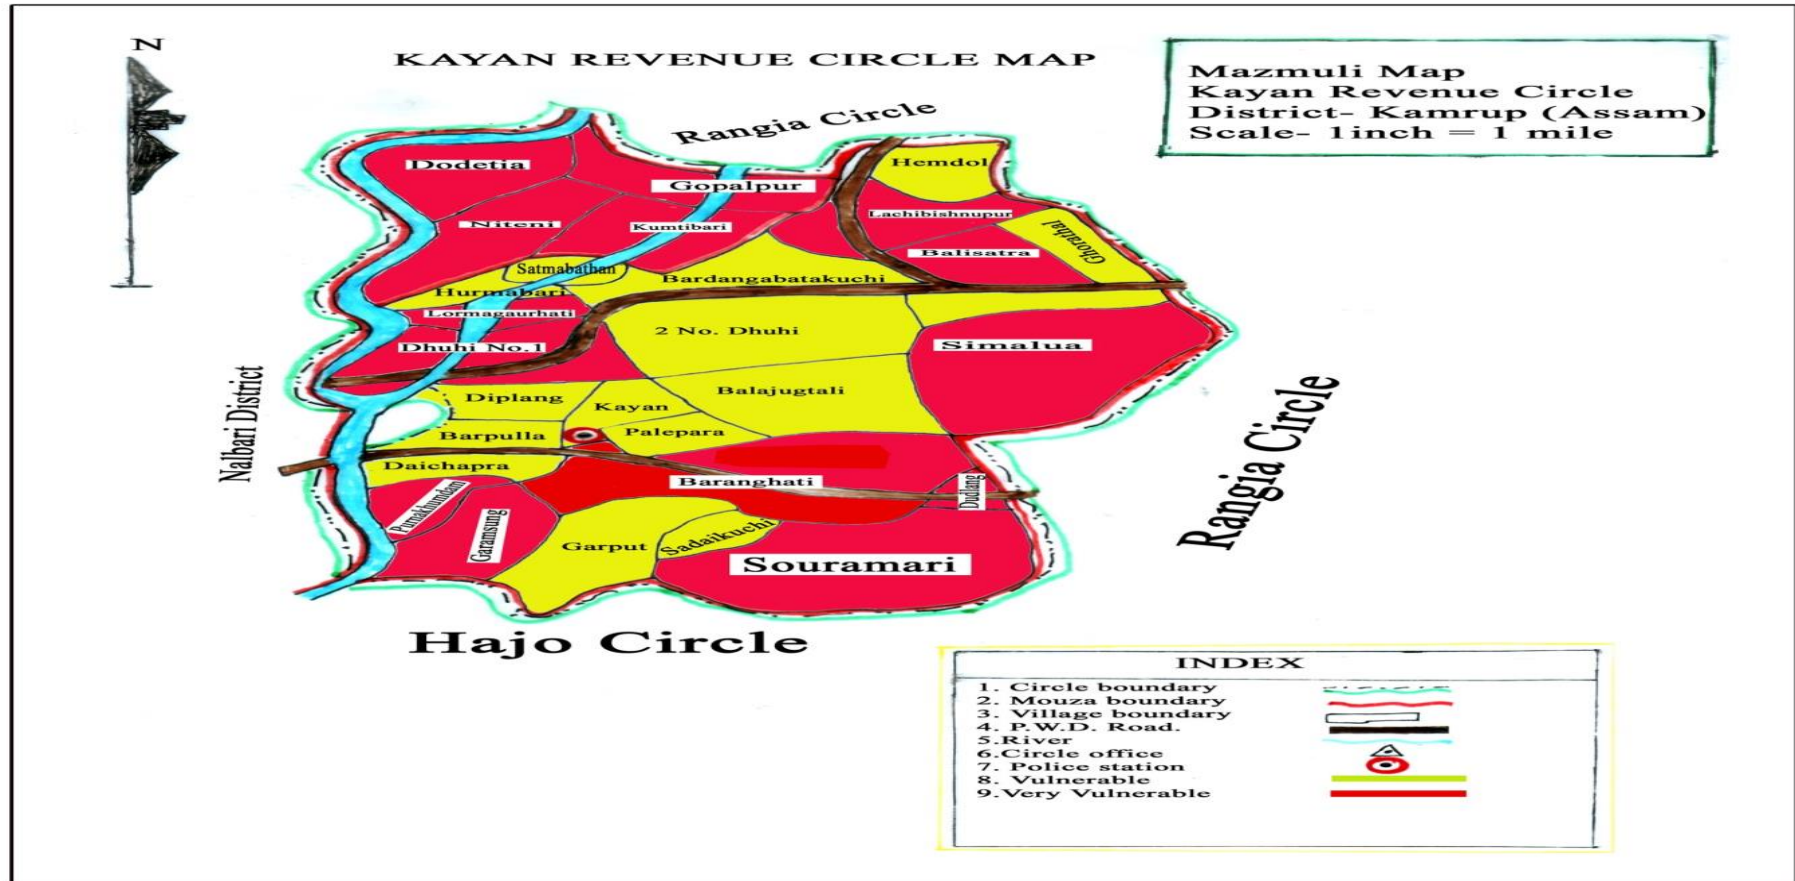 N
KAYAN REVENUE CIRCLE MAP
Mazmuli Map
Kayan Revenue Circle
District- Kamrup (Assam)
Scale- 1inch = 1 mile
Rangia Circle
Hemdol
Dodetia
Gopalpur
Lachibishnupur
Niteni
Kumtibari
Ghorathal
Balisatra
Satmabathan
Bardangabatakuchi
Hurmabari
Lormagaurhati
2 No. Dhuhi
Dhuhi No.1
Simalua
Nalbari District
Diplang
Kayan
Balajugtali
Rangia Circle
Barpulla
Palepara
Daichapra
Baranghati
Dudlang
Purmakhumdam
Garamsung
Garput
Sadaikuchi
Souramari
Hajo Circle
INDEX
1. Circle boundary
2. Mouza boundary
3. Village boundary
4. P.W.D. Road.
5.River
6.Circle office
7. Police station
8. Vulnerable
9.Very Vulnerable